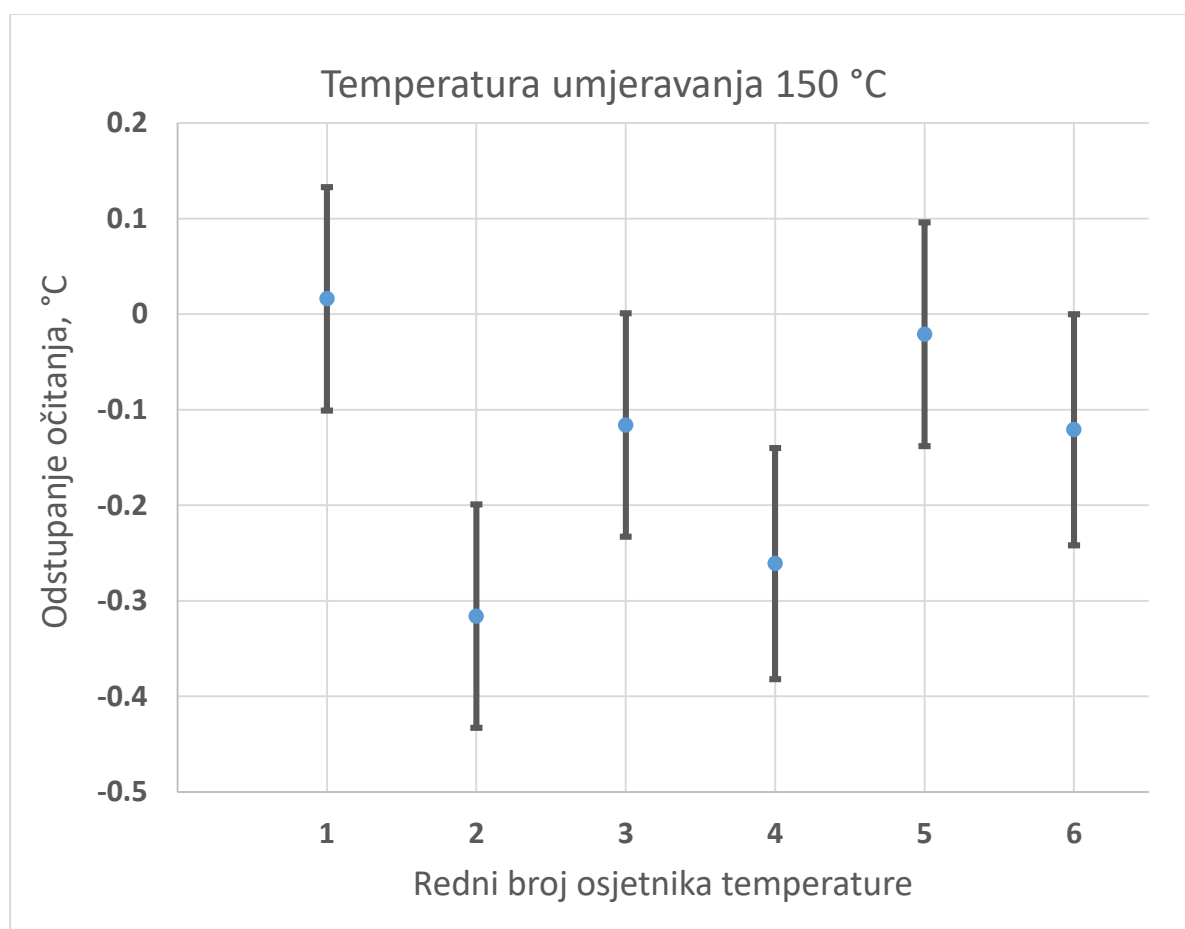 Temperatura umjeravanja 150 °C
0.2
0.1
0
-0.1
-0.2
-0.3
-0.4
-0.5
Odstupanje očitanja, °C
1 2 3 4 5 6
Redni broj osjetnika temperature